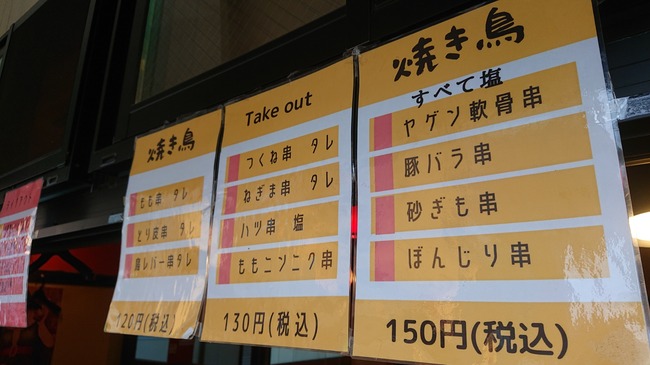 焼き鳥
もも串 タレ
とり皮串タレ
鶏レバー串タレ
120円(税込)
Take out
つくね串 タレ
ねぎま串 タレ
ハツ串 塩
ももニンニク串
130円(税込)
焼き鳥
すべて塩
ヤゲン軟骨串
豚バラ串
砂ぎも串
ぼんじり串
150円(税込)